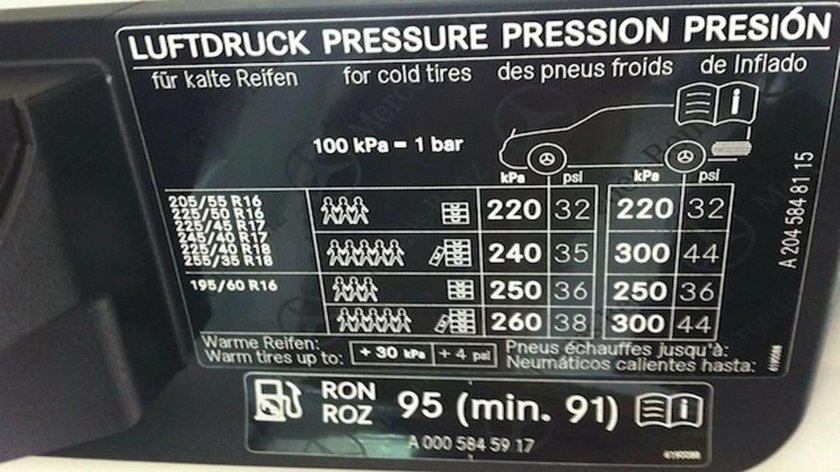 LUFTDRUCK PRESSURE PRESSION PRESIÓN
für kalte Reifen for cold tires des pneus froids de Inflado
100 kPa = 1 bar
kPa psi kPa psi
205/55 R16
225/50 R16
225/45 R17
245/40 R17
225/40 R18
255/35 R18
220 32 220 32
240 35 300 44
195/60 R16
250 36 250 36
260 38 300 44
Warme Reifen:
Warm tires up to:
+ 30 kPa + 4 psi
Pneus échauffes jusqu'à:
Neumáticos calientes hasta:
A 204 584 81 15
RON
ROZ
95 (min. 91)
A 000 584 59 17